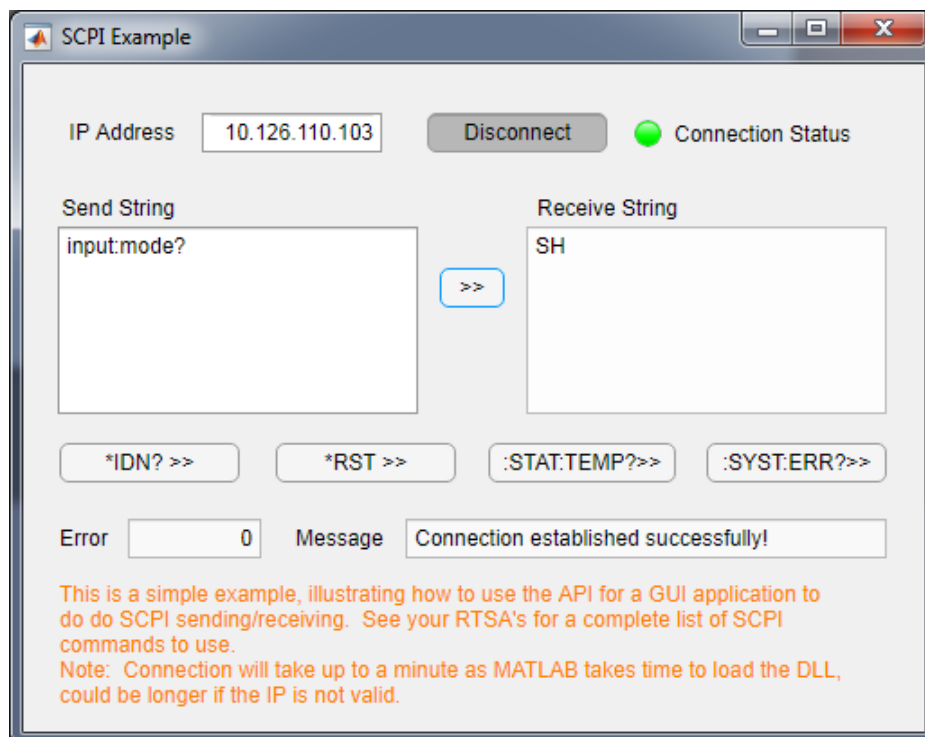 SCPI Example
IP Address 10.126.110.103 Disconnect Connection Status
Send String Receive String
input:mode? SH
>>
*IDN? >> *RST >> :STAT:TEMP?>> :SYST:ERR?>>
Error 0 Message Connection established successfully!
This is a simple example, illustrating how to use the API for a GUI application to
do do SCPI sending/receiving. See your RTSA's for a complete list of SCPI
commands to use.
Note: Connection will take up to a minute as MATLAB takes time to load the DLL,
could be longer if the IP is not valid.